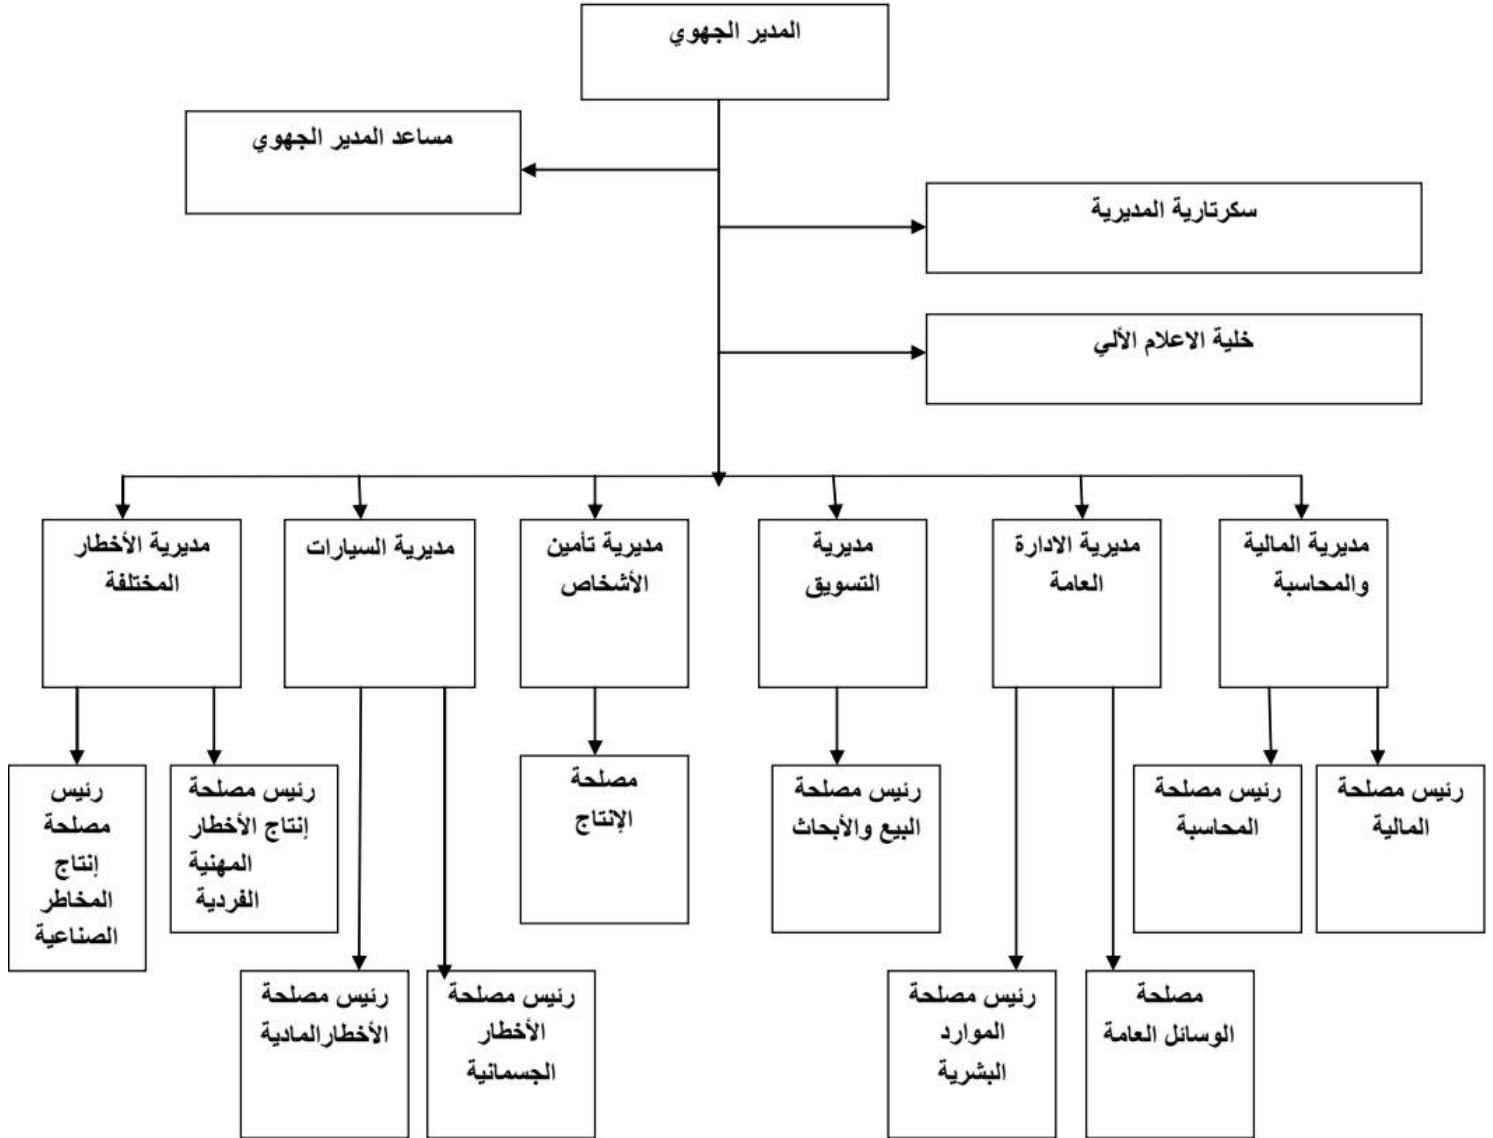 المدير الجهوي
مساعد المدير الجهوي
سكرتارية المديرية
خلية الاعلام الألي
مديرية المالية
والمحاسبة
مديرية الادارة
العامة
مديرية
التسويق
مديرية تأمين
الأشخاص
مديرية السيارات
مديرية الأخطار
المختلفة
رئيس مصلحة
المالية
رئيس مصلحة
المحاسبة
رئيس مصلحة
البيع والأبحاث
مصلحة
الإنتاج
رئيس مصلحة
إنتاج الأخطار
المهنية
الفردية
رئيس
مصلحة
إنتاج
المخاطر
الصناعية
مصلحة
الوسائل العامة
رئيس مصلحة
الموارد
البشرية
رئيس مصلحة
الأخطار
الجسمانية
رئيس مصلحة
الأخطارالمادية